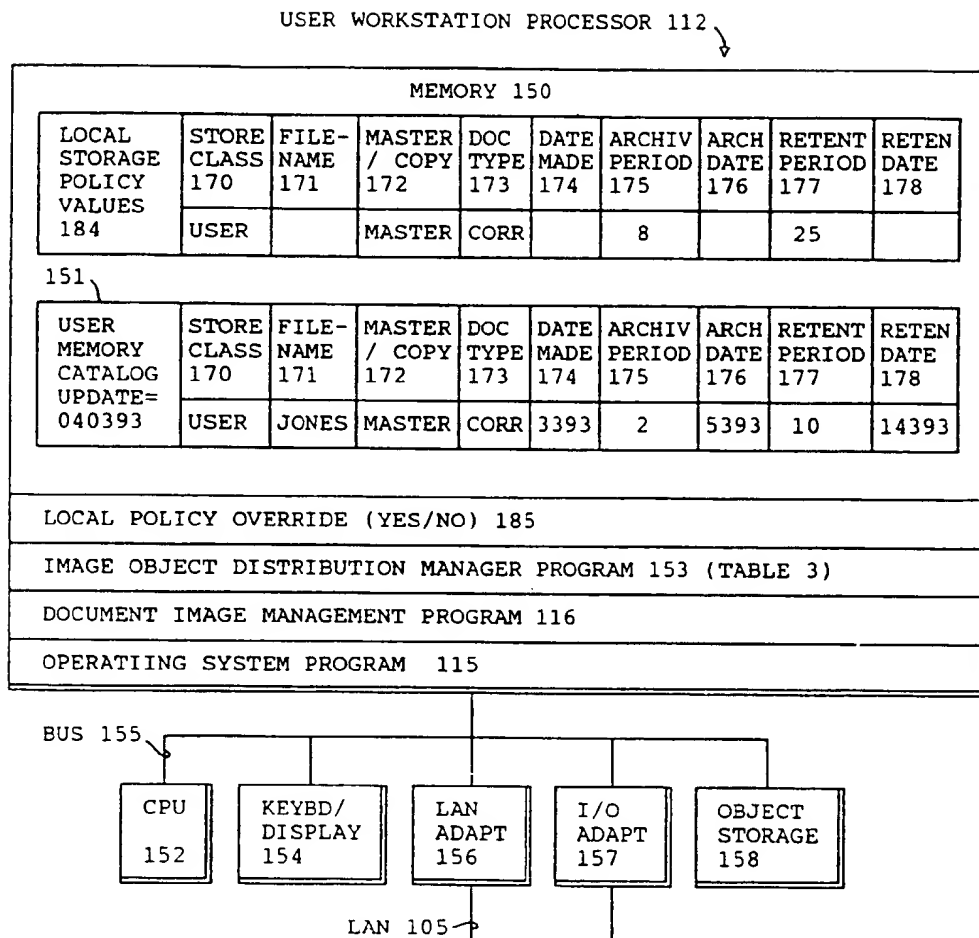 USER WORKSTATION PROCESSOR 112
MEMORY 150
LOCAL STORAGE POLICY VALUES 184
STORE CLASS 170
FILE-NAME 171
MASTER / COPY 172
DOC TYPE 173
DATE MADE 174
ARCHIV PERIOD 175
ARCH DATE 176
RETENT PERIOD 177
RETEN DATE 178
USER MASTER CORR 8 25
151
USER MEMORY CATALOG UPDATE= 040393
STORE CLASS 170
FILE-NAME 171
MASTER / COPY 172
DOC TYPE 173
DATE MADE 174
ARCHIV PERIOD 175
ARCH DATE 176
RETENT PERIOD 177
RETEN DATE 178
USER JONES MASTER CORR 3393 2 5393 10 14393
LOCAL POLICY OVERRIDE (YES/NO) 185
IMAGE OBJECT DISTRIBUTION MANAGER PROGRAM 153 (TABLE 3)
DOCUMENT IMAGE MANAGEMENT PROGRAM 116
OPERATIING SYSTEM PROGRAM 115
BUS 155
CPU 152
KEYBD/ DISPLAY 154
LAN ADAPT 156
I/O ADAPT 157
OBJECT STORAGE 158
LAN 105